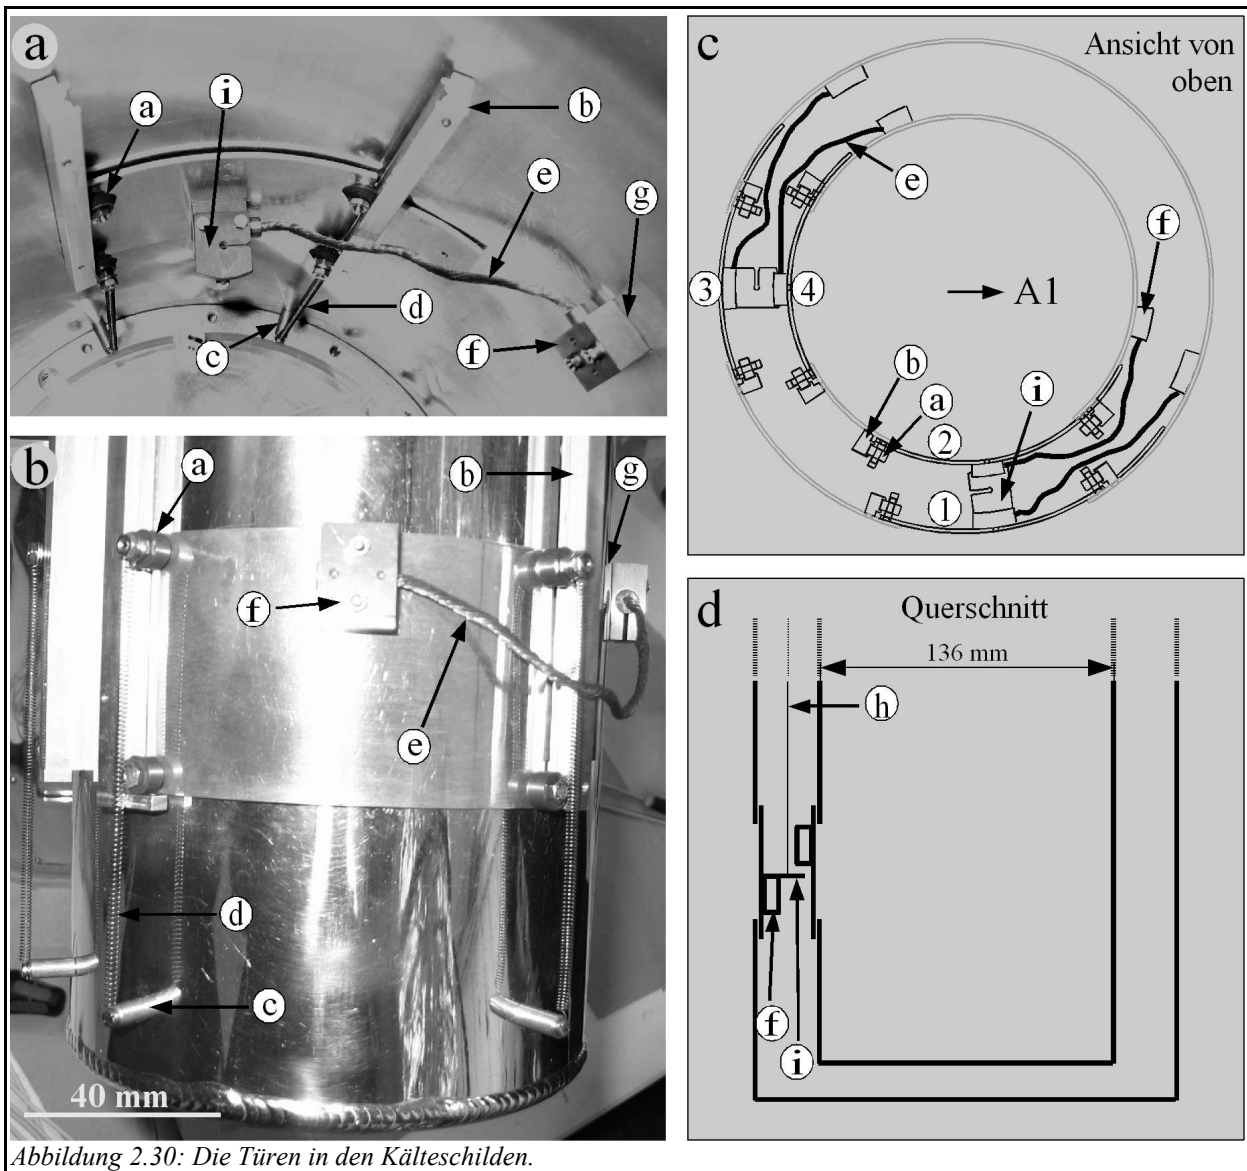 a
i
a
b
e
g
d
c
f
b
a
b
g
f
e
d
c
40 mm
c
Ansicht von
oben
e
f
3
4
A1
b
a
i
2
1
d
Querschnitt
136 mm
h
f
i
Abbildung 2.30: Die Türen in den Kälteschilden.